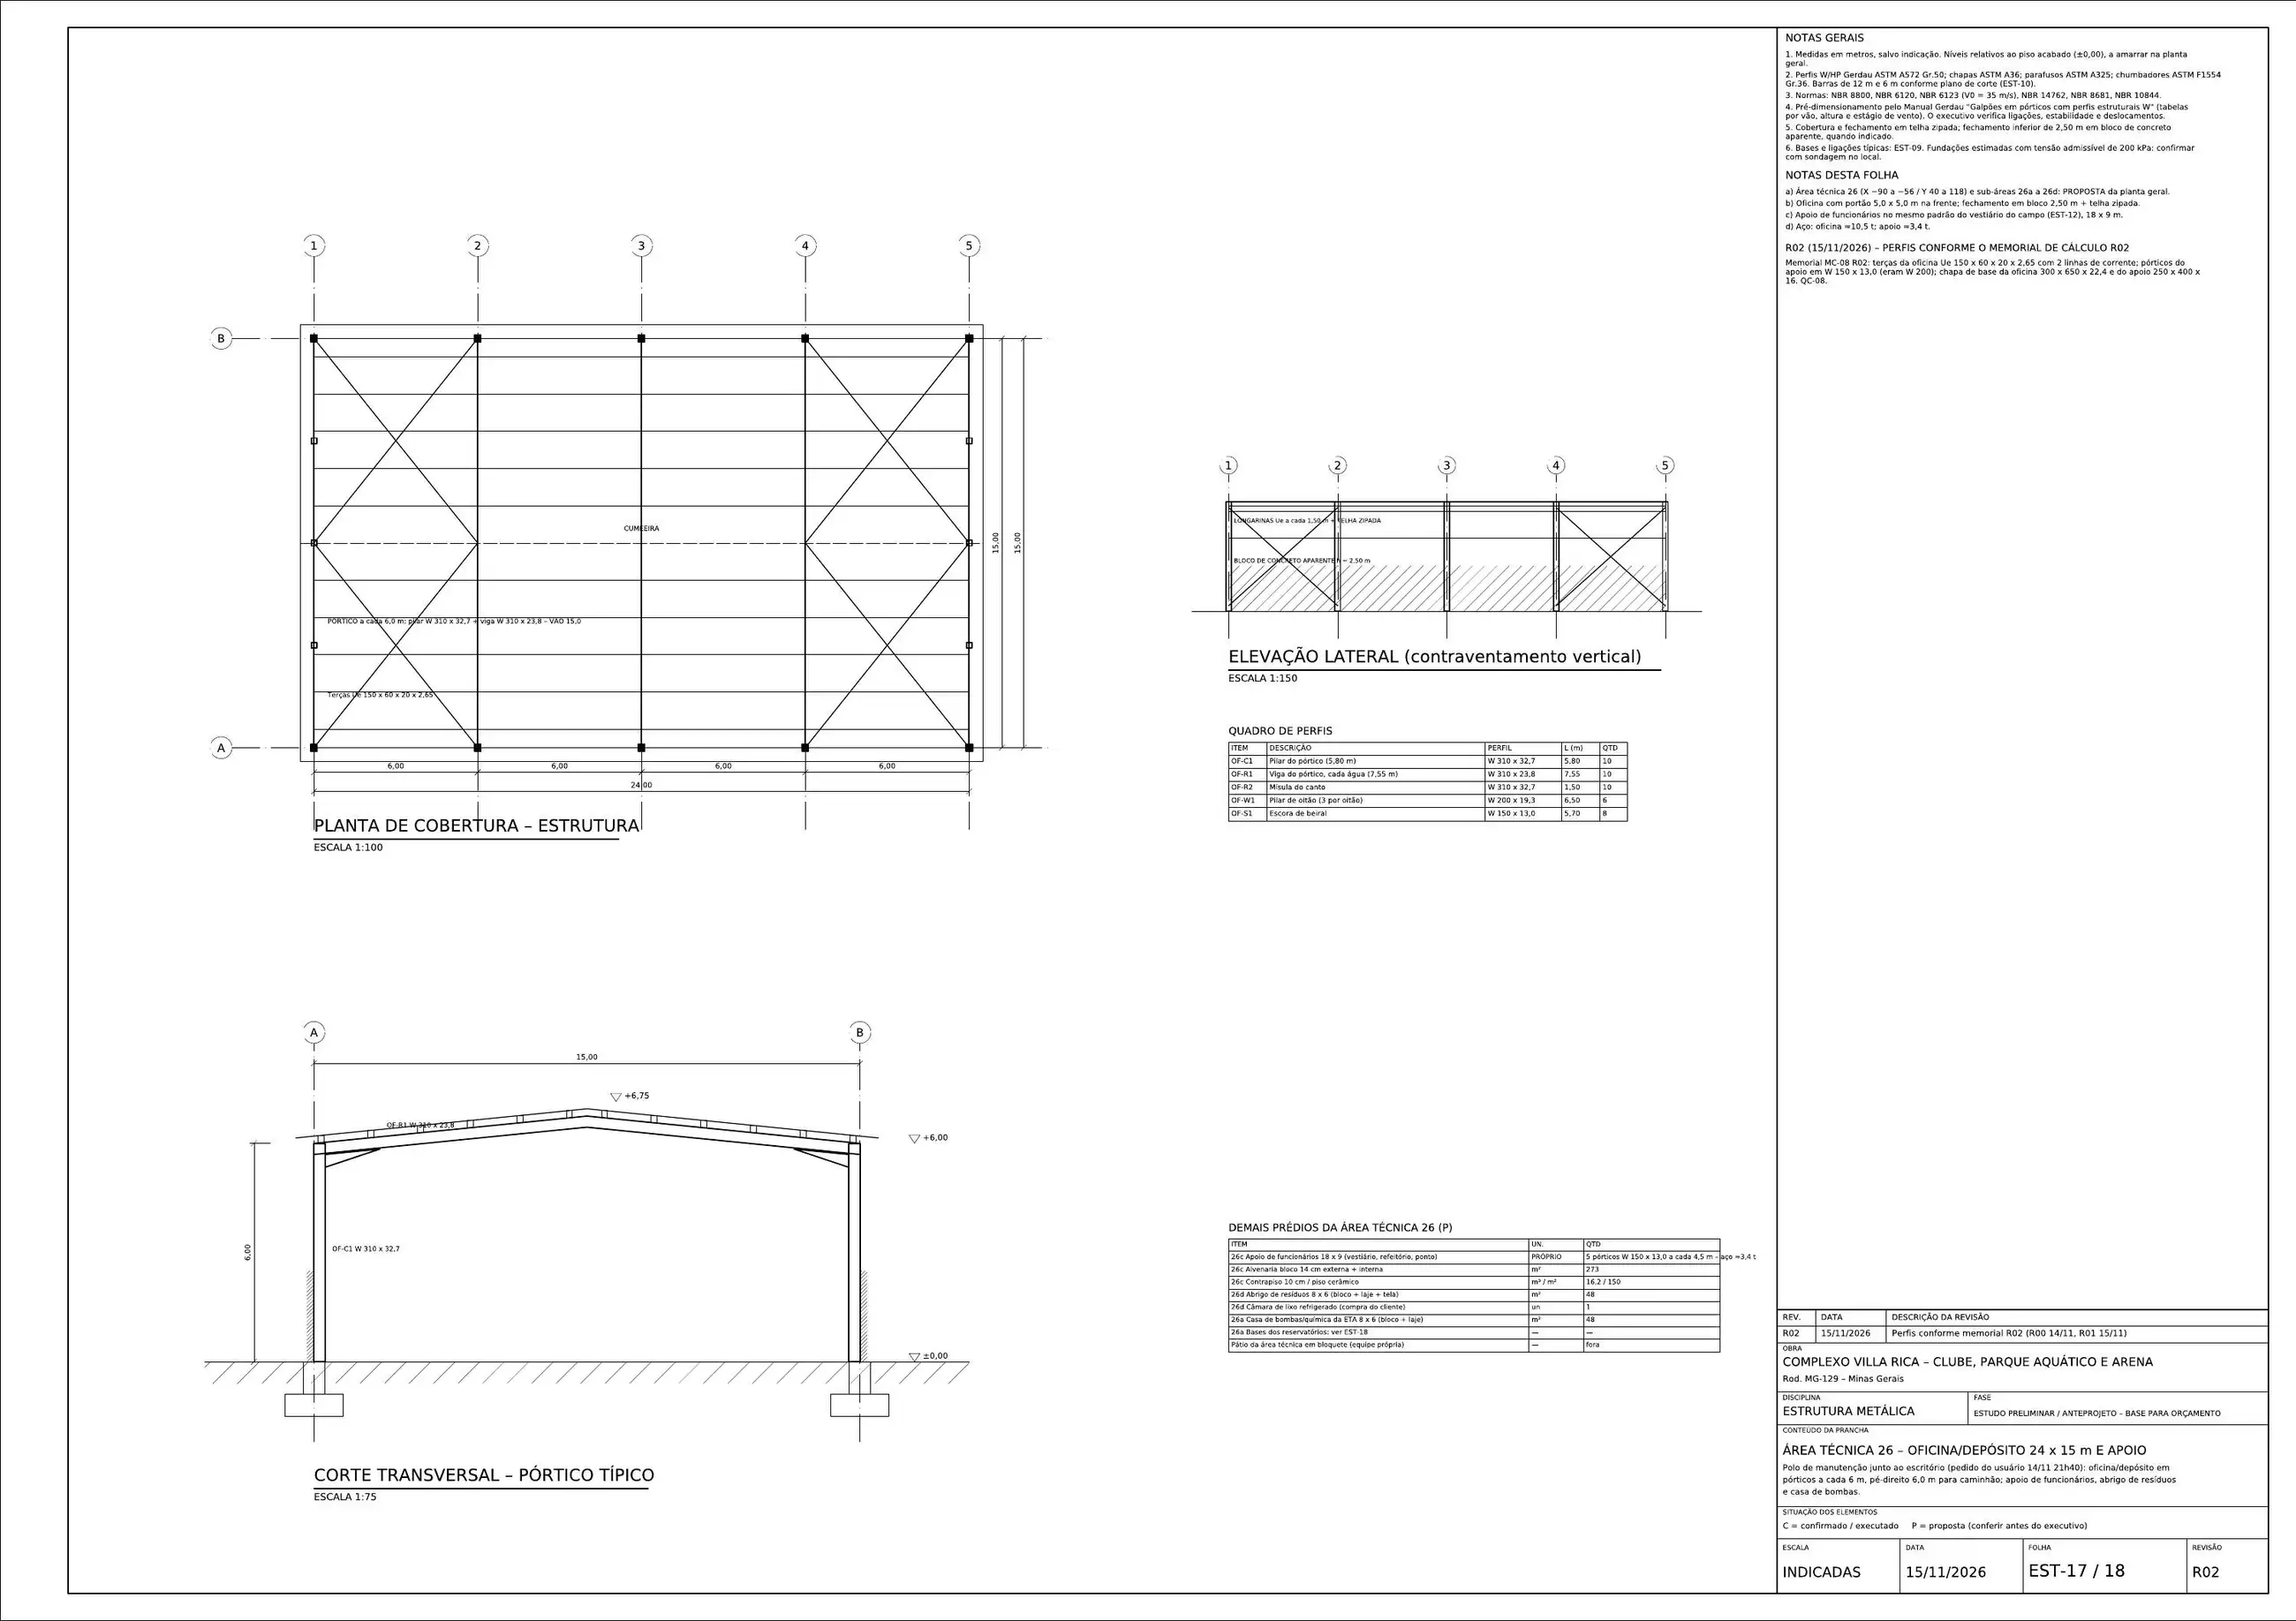 1 2 3 4 5
B
CUMEEIRA
15,00 15,00
PÓRTICO a cada 6,0 m: pilar W 310 x 32,7 + viga W 310 x 23,8 – VÃO 15,0
Terças Ue 150 x 60 x 20 x 2,65
A
6,00 6,00 6,00 6,00
24,00
PLANTA DE COBERTURA – ESTRUTURA
ESCALA 1:100
A B
15,00
+6,75
OF-R1 W 310 x 23,8
+6,00
6,00
OF-C1 W 310 x 32,7
±0,00
CORTE TRANSVERSAL – PÓRTICO TÍPICO
ESCALA 1:75
1 2 3 4 5
LONGARINAS Ue a cada 1,50 m + TELHA ZIPADA
BLOCO DE CONCRETO APARENTE h = 2,50 m
ELEVAÇÃO LATERAL (contraventamento vertical)
ESCALA 1:150
QUADRO DE PERFIS
ITEM DESCRIÇÃO PERFIL L (m) QTD
OF-C1 Pilar do pórtico (5,80 m) W 310 x 32,7 5,80 10
OF-R1 Viga do pórtico, cada água (7,55 m) W 310 x 23,8 7,55 10
OF-R2 Mísula do canto W 310 x 32,7 1,50 10
OF-W1 Pilar de oitão (3 por oitão) W 200 x 19,3 6,50 6
OF-S1 Escora de beiral W 150 x 13,0 5,70 8
DEMAIS PRÉDIOS DA ÁREA TÉCNICA 26 (P)
ITEM UN. QTD
26c Apoio de funcionários 18 x 9 (vestiário, refeitório, ponto) PRÓPRIO 5 pórticos W 150 x 13,0 a cada 4,5 m – aço ≈3,4 t
26c Alvenaria bloco 14 cm externa + interna m² 273
26c Contrapiso 10 cm / piso cerâmico m³ / m² 16,2 / 150
26d Abrigo de resíduos 8 x 6 (bloco + laje + tela) m² 48
26d Câmara de lixo refrigerado (compra do cliente) un 1
26a Casa de bombas/química da ETA 8 x 6 (bloco + laje) m² 48
26a Bases dos reservatórios: ver EST-18 — —
Pátio da área técnica em bloquete (equipe própria) — fora
NOTAS GERAIS
1. Medidas em metros, salvo indicação. Níveis relativos ao piso acabado (±0,00), a amarrar na planta
geral.
2. Perfis W/HP Gerdau ASTM A572 Gr.50; chapas ASTM A36; parafusos ASTM A325; chumbadores ASTM F1554
Gr.36. Barras de 12 m e 6 m conforme plano de corte (EST-10).
3. Normas: NBR 8800, NBR 6120, NBR 6123 (V0 = 35 m/s), NBR 14762, NBR 8681, NBR 10844.
4. Pré-dimensionamento pelo Manual Gerdau "Galpões em pórticos com perfis estruturais W" (tabelas
por vão, altura e estágio de vento). O executivo verifica ligações, estabilidade e deslocamentos.
5. Cobertura e fechamento em telha zipada; fechamento inferior de 2,50 m em bloco de concreto
aparente, quando indicado.
6. Bases e ligações típicas: EST-09. Fundações estimadas com tensão admissível de 200 kPa: confirmar
com sondagem no local.
NOTAS DESTA FOLHA
a) Área técnica 26 (X −90 a −56 / Y 40 a 118) e sub-áreas 26a a 26d: PROPOSTA da planta geral.
b) Oficina com portão 5,0 x 5,0 m na frente; fechamento em bloco 2,50 m + telha zipada.
c) Apoio de funcionários no mesmo padrão do vestiário do campo (EST-12), 18 x 9 m.
d) Aço: oficina ≈10,5 t; apoio ≈3,4 t.
R02 (15/11/2026) – PERFIS CONFORME O MEMORIAL DE CÁLCULO R02
Memorial MC-08 R02: terças da oficina Ue 150 x 60 x 20 x 2,65 com 2 linhas de corrente; pórticos do
apoio em W 150 x 13,0 (eram W 200); chapa de base da oficina 300 x 650 x 22,4 e do apoio 250 x 400 x
16. QC-08.
REV. DATA DESCRIÇÃO DA REVISÃO
R02 15/11/2026 Perfis conforme memorial R02 (R00 14/11, R01 15/11)
OBRA
COMPLEXO VILLA RICA – CLUBE, PARQUE AQUÁTICO E ARENA
Rod. MG-129 – Minas Gerais
DISCIPLINA FASE
ESTRUTURA METÁLICA ESTUDO PRELIMINAR / ANTEPROJETO – BASE PARA ORÇAMENTO
CONTEÚDO DA PRANCHA
ÁREA TÉCNICA 26 – OFICINA/DEPÓSITO 24 x 15 m E APOIO
Polo de manutenção junto ao escritório (pedido do usuário 14/11 21h40): oficina/depósito em
pórticos a cada 6 m, pé-direito 6,0 m para caminhão; apoio de funcionários, abrigo de resíduos
e casa de bombas.
SITUAÇÃO DOS ELEMENTOS
C = confirmado / executado P = proposta (conferir antes do executivo)
ESCALA DATA FOLHA REVISÃO
INDICADAS 15/11/2026 EST-17 / 18 R02